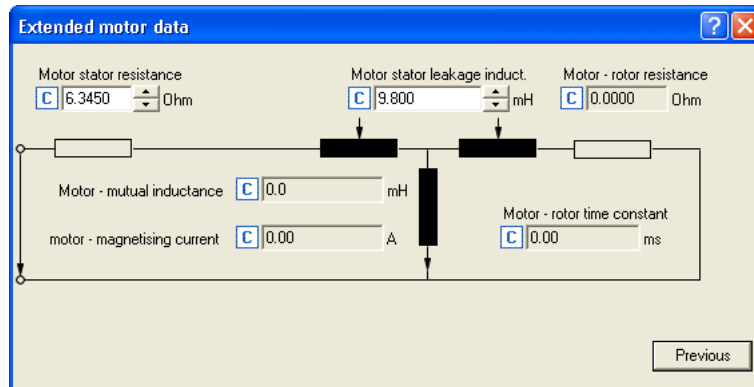 Extended motor data
Motor stator resistance
C 6.3450 Ohm
Motor stator leakage induct.
C 9.800 mH
Motor - rotor resistance
C 0.0000 Ohm
Motor - mutual inductance C 0.0 mH
motor - magnetising current C 0.00 A
Motor - rotor time constant
C 0.00 ms
Previous